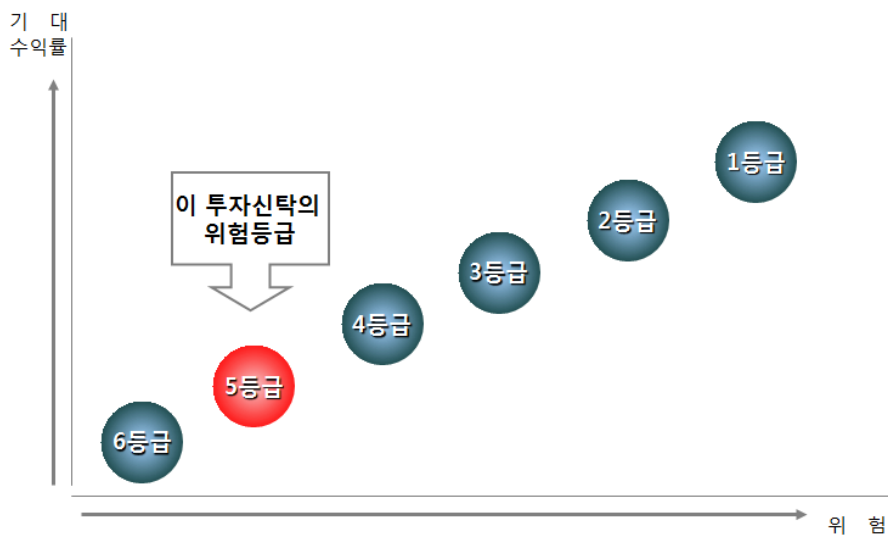 기 대
수익률
1등급
이 투자신탁의
위험등급
2등급
3등급
4등급
5등급
6등급
위 험